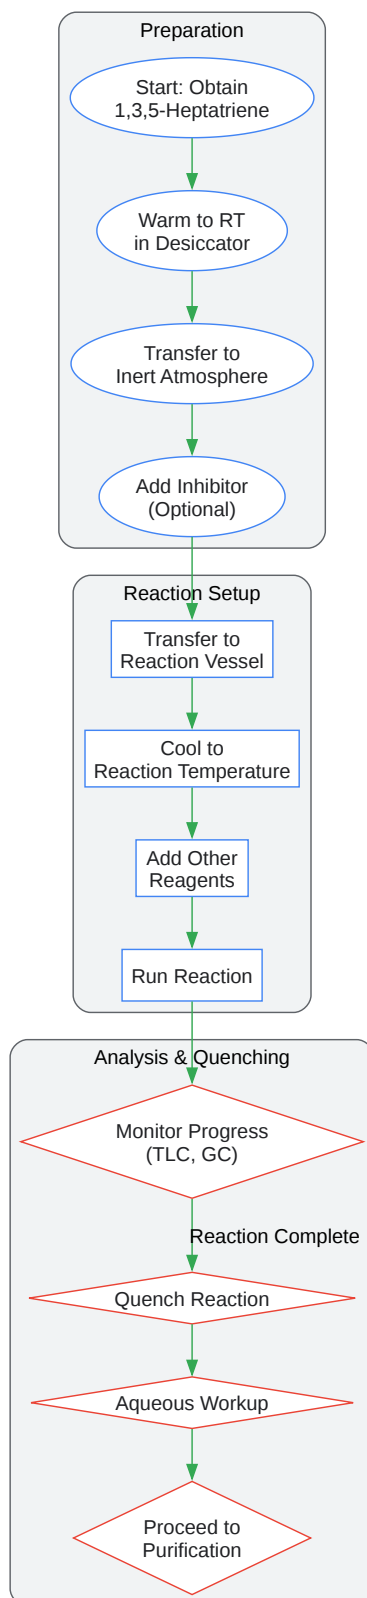 Preparation
Start: Obtain
1,3,5-Heptatriene
Warm to RT
in Desiccator
Transfer to
Inert Atmosphere
Add Inhibitor
(Optional)
Reaction Setup
Transfer to
Reaction Vessel
Cool to
Reaction Temperature
Add Other
Reagents
Run Reaction
Analysis & Quenching
Monitor Progress
(TLC, GC)
Reaction Complete
Quench Reaction
Aqueous Workup
Proceed to
Purification